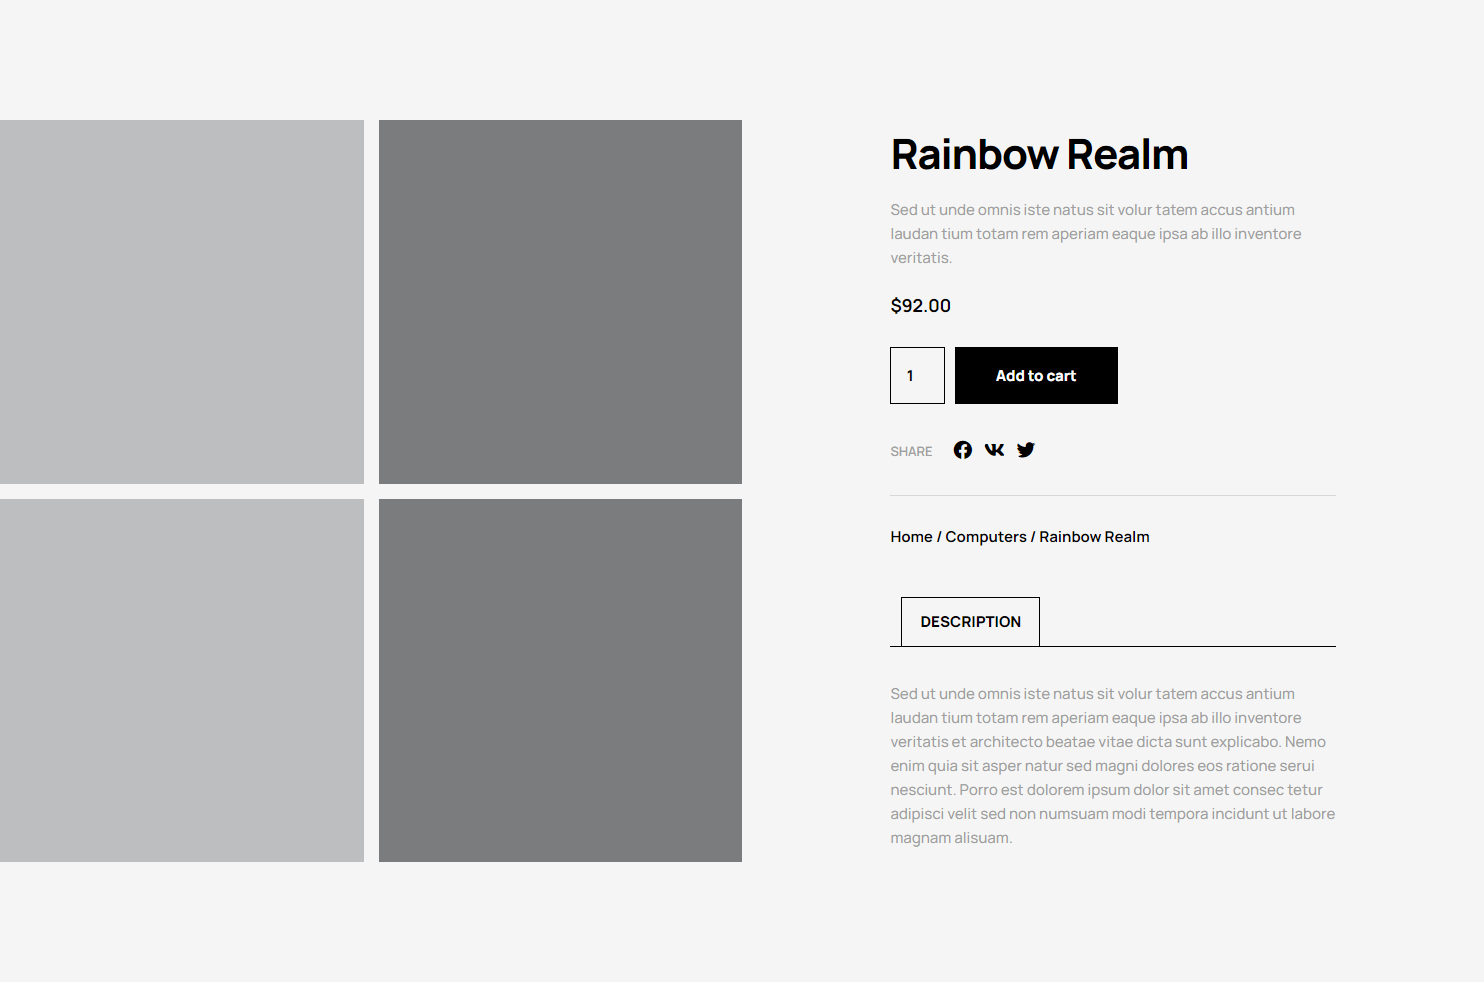 Rainbow Realm
Sed ut unde omnis iste natus sit volur tatem accus antium
laudan tium totam rem aperiam eaque ipsa ab illo inventore
veritatis.
$92.00
1
Add to cart
SHARE
Home / Computers / Rainbow Realm
DESCRIPTION
Sed ut unde omnis iste natus sit volur tatem accus antium
laudan tium totam rem aperiam eaque ipsa ab illo inventore
veritatis et architecto beatae vitae dicta sunt explicabo. Nemo
enim quia sit asper natur sed magni dolores eos ratione serui
nesciunt. Porro est dolorem ipsum dolor sit amet consec tetur
adipisci velit sed non numsuam modi tempora incidunt ut labore
magnam alisuam.